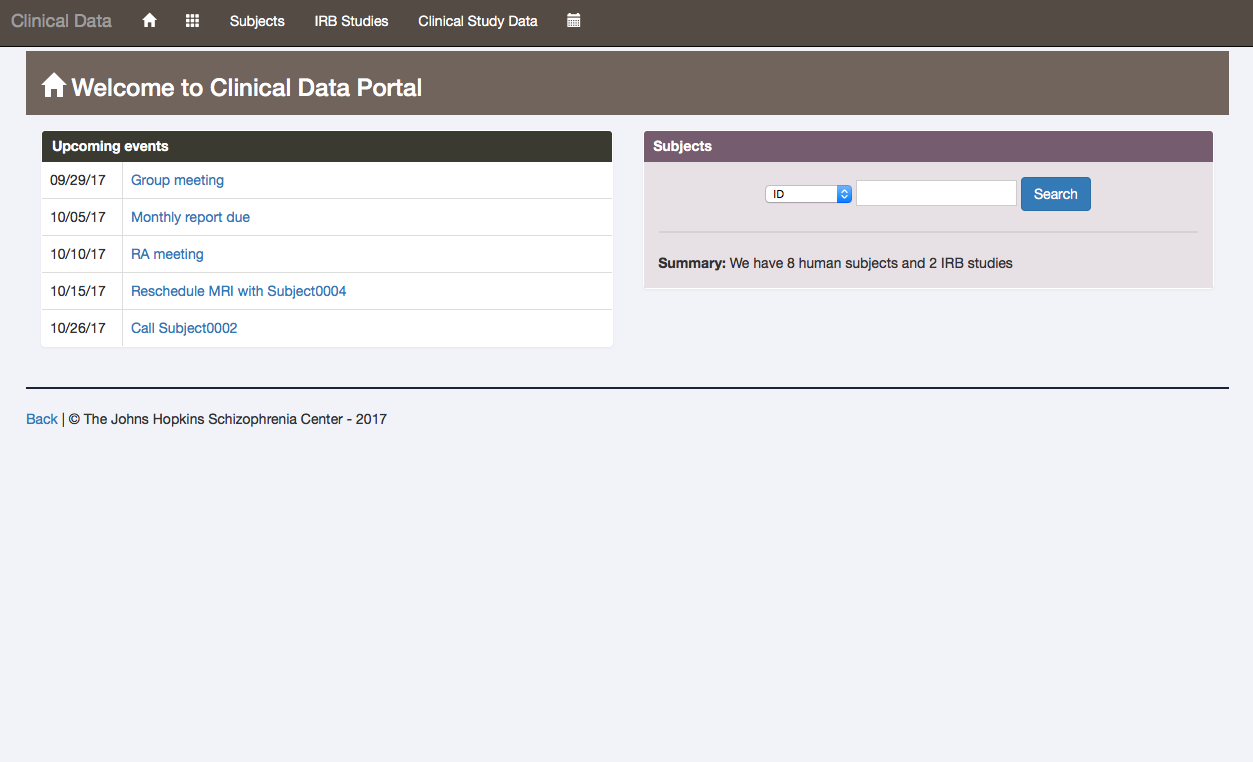 Clinical Data Subjects IRB Studies Clinical Study Data
Welcome to Clinical Data Portal
Upcoming events
09/29/17 Group meeting
10/05/17 Monthly report due
10/10/17 RA meeting
10/15/17 Reschedule MRI with Subject0004
10/26/17 Call Subject0002
Subjects
ID Search
Summary: We have 8 human subjects and 2 IRB studies
Back | © The Johns Hopkins Schizophrenia Center - 2017